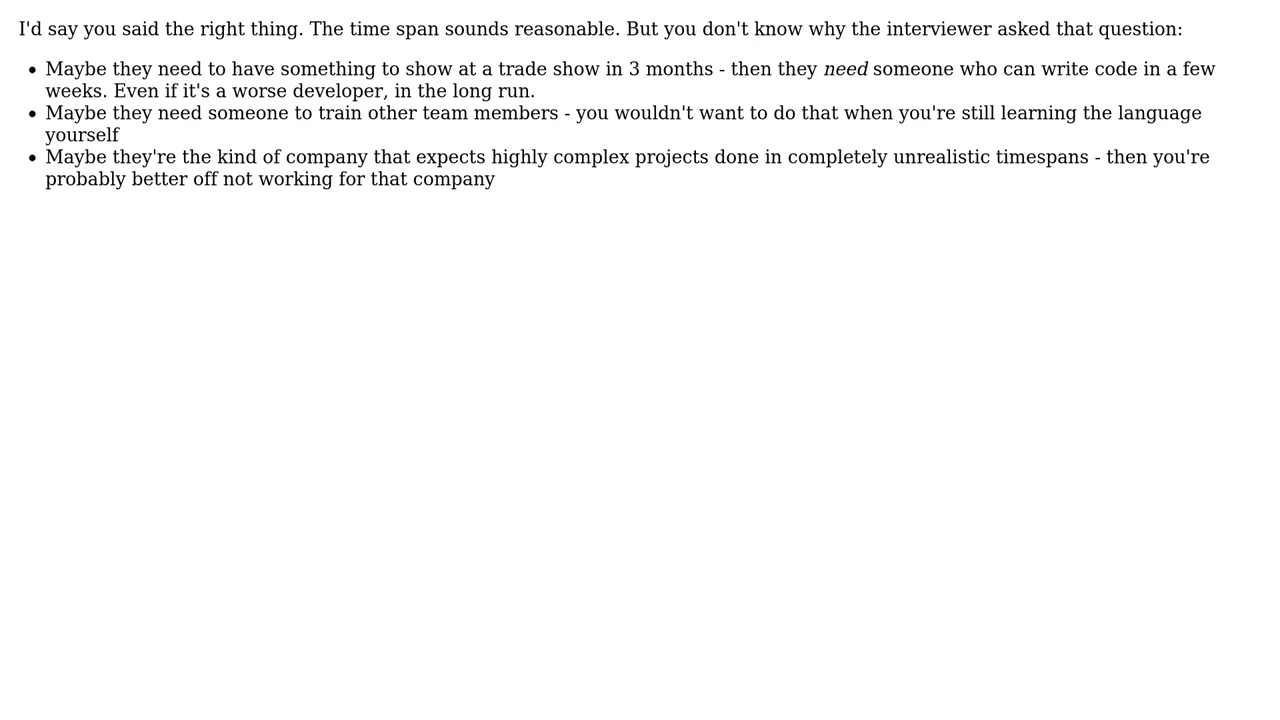 I'd say you said the right thing. The time span sounds reasonable. But you don't know why the interviewer asked that question:
• Maybe they need to have something to show at a trade show in 3 months - then they need someone who can write code in a few
weeks. Even if it's a worse developer, in the long run.
• Maybe they need someone to train other team members - you wouldn't want to do that when you're still learning the language
yourself
• Maybe they're the kind of company that expects highly complex projects done in completely unrealistic timespans - then you're
probably better off not working for that company